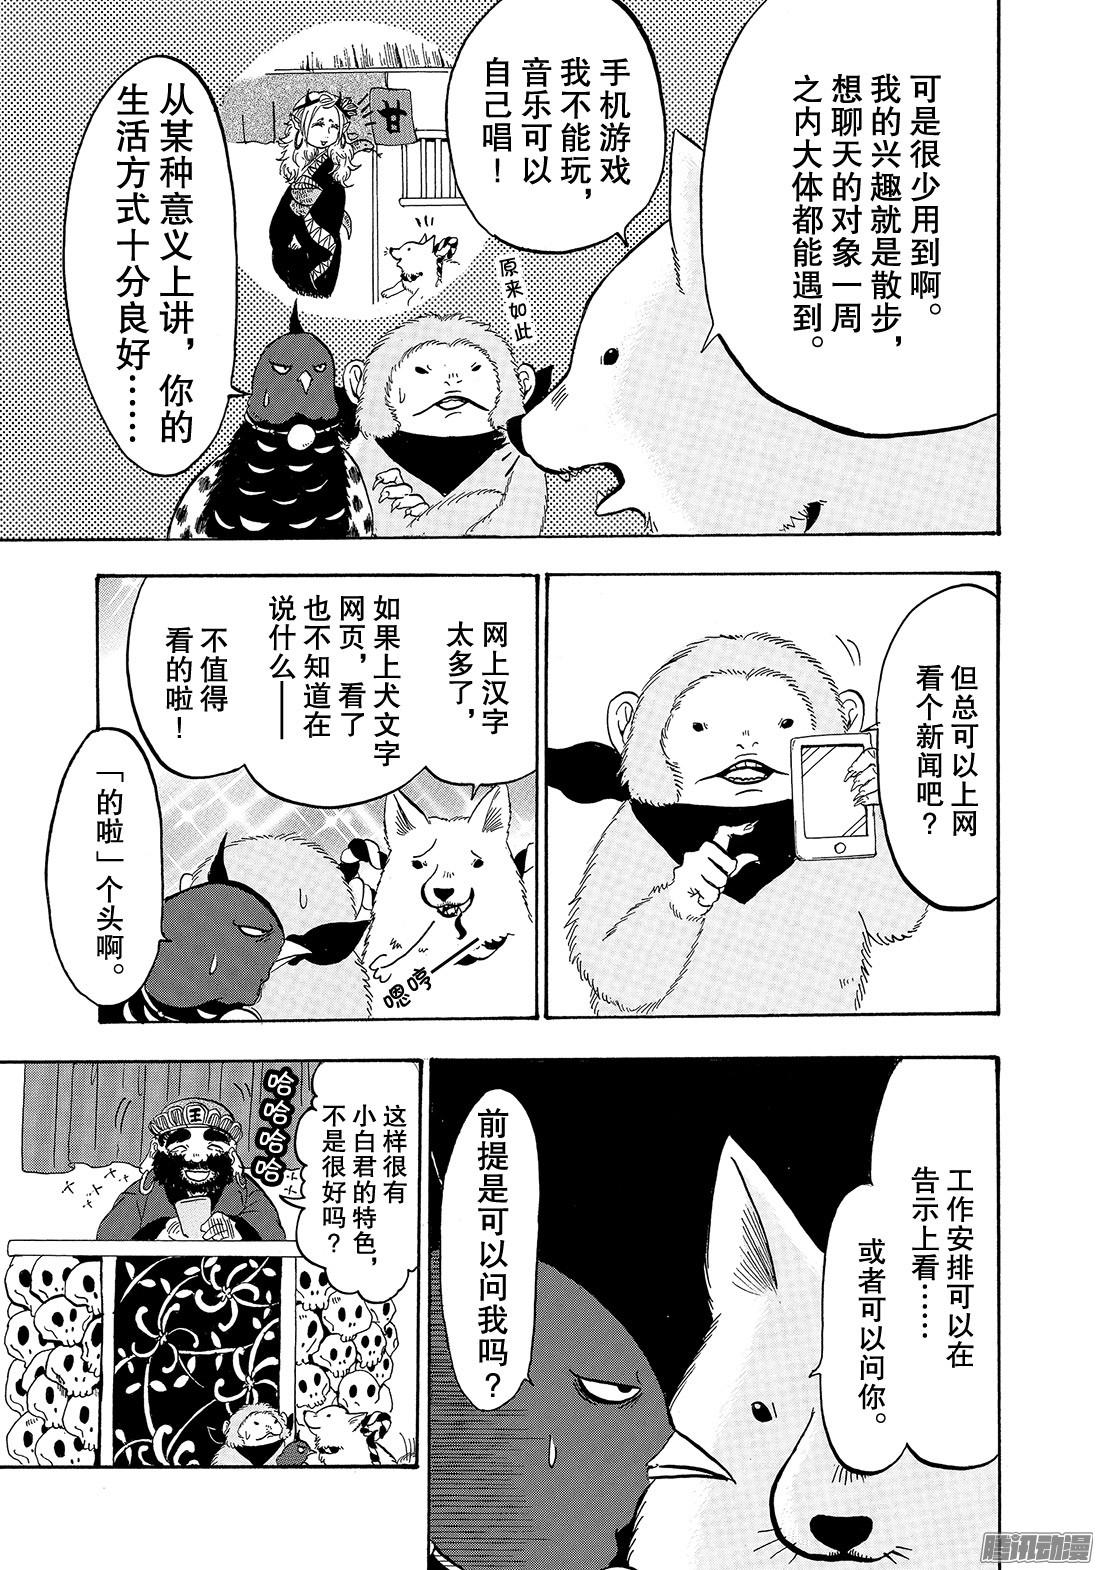 可是很少用到啊。
我的兴趣就是散步，
想聊天的对象一周
之内大体都能遇到。
手机游戏
我不能玩，
音乐可以
自己唱！
甘
原来如此
从某种意义上讲，你的
生活方式十分良好……
但总可以上网
看个新闻吧？
网上汉字
太多了，
如果上犬文字
网页，看了
也不知道在
说什么——
不值得
看的啦！
嗯哼
「的啦」个头啊。
工作安排可以在
告示上看……
或者可以问你。
前提是可以问我吗？
这样很有
小白君的特色，
不是很好吗？
哈哈哈哈
王
腾讯动漫